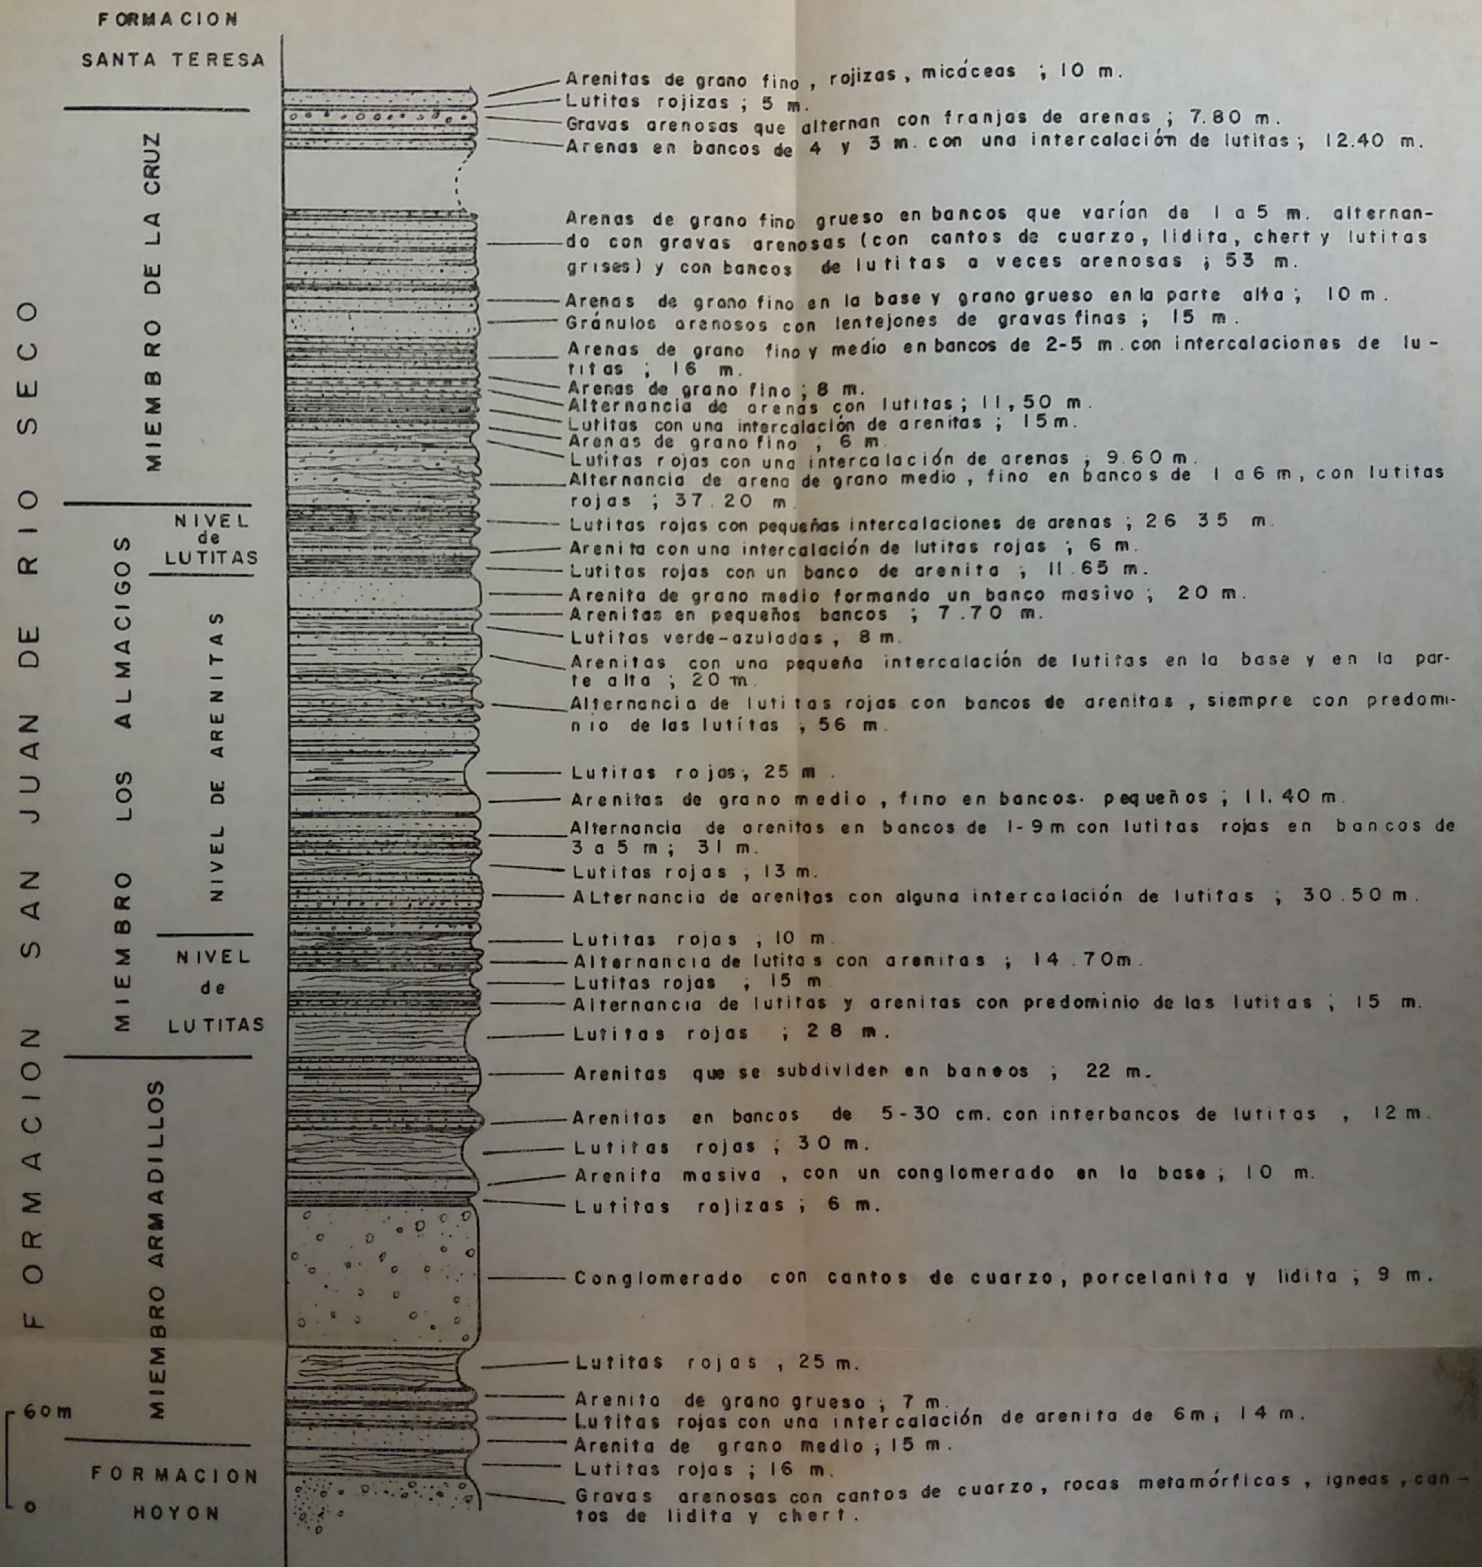 FORMACION
SANTA TERESA
FORMACION SAN JUAN DE RIO SECO
MIEMBRO DE LA CRUZ
MIEMBRO LOS ALMACIGOS
NIVEL
de
LUTITAS
NIVEL DE ARENITAS
NIVEL
de
LUTITAS
MIEMBRO ARMADILLOS
60m
0
FORMACION
HOYON
Arenitas de grano fino, rojizas, micáceas ; 10 m.
Lutitas rojizas ; 5 m.
Gravas arenosas que alternan con franjas de arenas ; 7.80 m.
Arenas en bancos de 4 y 3 m. con una intercalación de lutitas ; 12.40 m.
Arenas de grano fino grueso en bancos que varían de 1 a 5 m. alternan-
do con gravas arenosas (con cantos de cuarzo, lidita, chert y lutitas
grises) y con bancos de lutitas a veces arenosas ; 53 m.
Arenas de grano fino en la base y grano grueso en la parte alta ; 10 m.
Gránulos arenosos con lentejones de gravas finas ; 15 m.
Arenas de grano fino y medio en bancos de 2-5 m. con intercalaciones de lu-
titas ; 16 m.
Arenas de grano fino ; 8 m.
Alternancia de arenas con lutitas ; 11,50 m.
Lutitas con una intercalación de arenitas ; 15 m.
Arenas de grano fino ; 6 m.
Lutitas rojas con una intercalación de arenas ; 9.60 m.
Alternancia de arena de grano medio, fino en bancos de 1 a 6 m, con lutitas
rojas ; 37.20 m
Lutitas rojas con pequeñas intercalaciones de arenas ; 26 35 m.
Arenita con una intercalación de lutitas rojas ; 6 m.
Lutitas rojas con un banco de arenita ; 11.65 m.
Arenita de grano medio formando un banco masivo ; 20 m.
Arenitas en pequeños bancos ; 7.70 m.
Lutitas verde-azuladas, 8 m.
Arenitas con una pequeña intercalación de lutitas en la base y en la par-
te alta ; 20 m.
Alternancia de lutitas rojas con bancos de arenitas, siempre con predomi-
nio de las lutitas ; 56 m.
Lutitas rojas, 25 m.
Arenitas de grano medio, fino en bancos. pequeños ; 11.40 m.
Alternancia de arenitas en bancos de 1-9 m con lutitas rojas en bancos de
3 a 5 m ; 31 m.
Lutitas rojas ; 13 m.
ALternancia de arenitas con alguna intercalación de lutitas ; 30.50 m.
Lutitas rojas ; 10 m.
Alternancia de lutitas con arenitas ; 14.70m.
Lutitas rojas ; 15 m
Alternancia de lutitas y arenitas con predominio de las lutitas ; 15 m.
Lutitas rojas ; 28 m.
Arenitas que se subdividen en baneos ; 22 m.
Arenitas en bancos de 5-30 cm. con interbancos de lutitas , 12 m.
Lutitas rojas ; 30 m.
Arenita masiva, con un conglomerado en la base ; 10 m.
Lutitas rojizas ; 6 m.
Conglomerado con cantos de cuarzo, porcelanita y lidita ; 9 m.
Lutitas rojas , 25 m.
Arenita de grano grueso ; 7 m.
Lutitas rojas con una intercalación de arenita de 6m ; 14 m.
Arenita de grano medio ; 15 m.
Lutitas rojas ; 16 m.
Gravas arenosas con cantos de cuarzo, rocas metamórficas, igneas, can-
tos de lidita y chert.